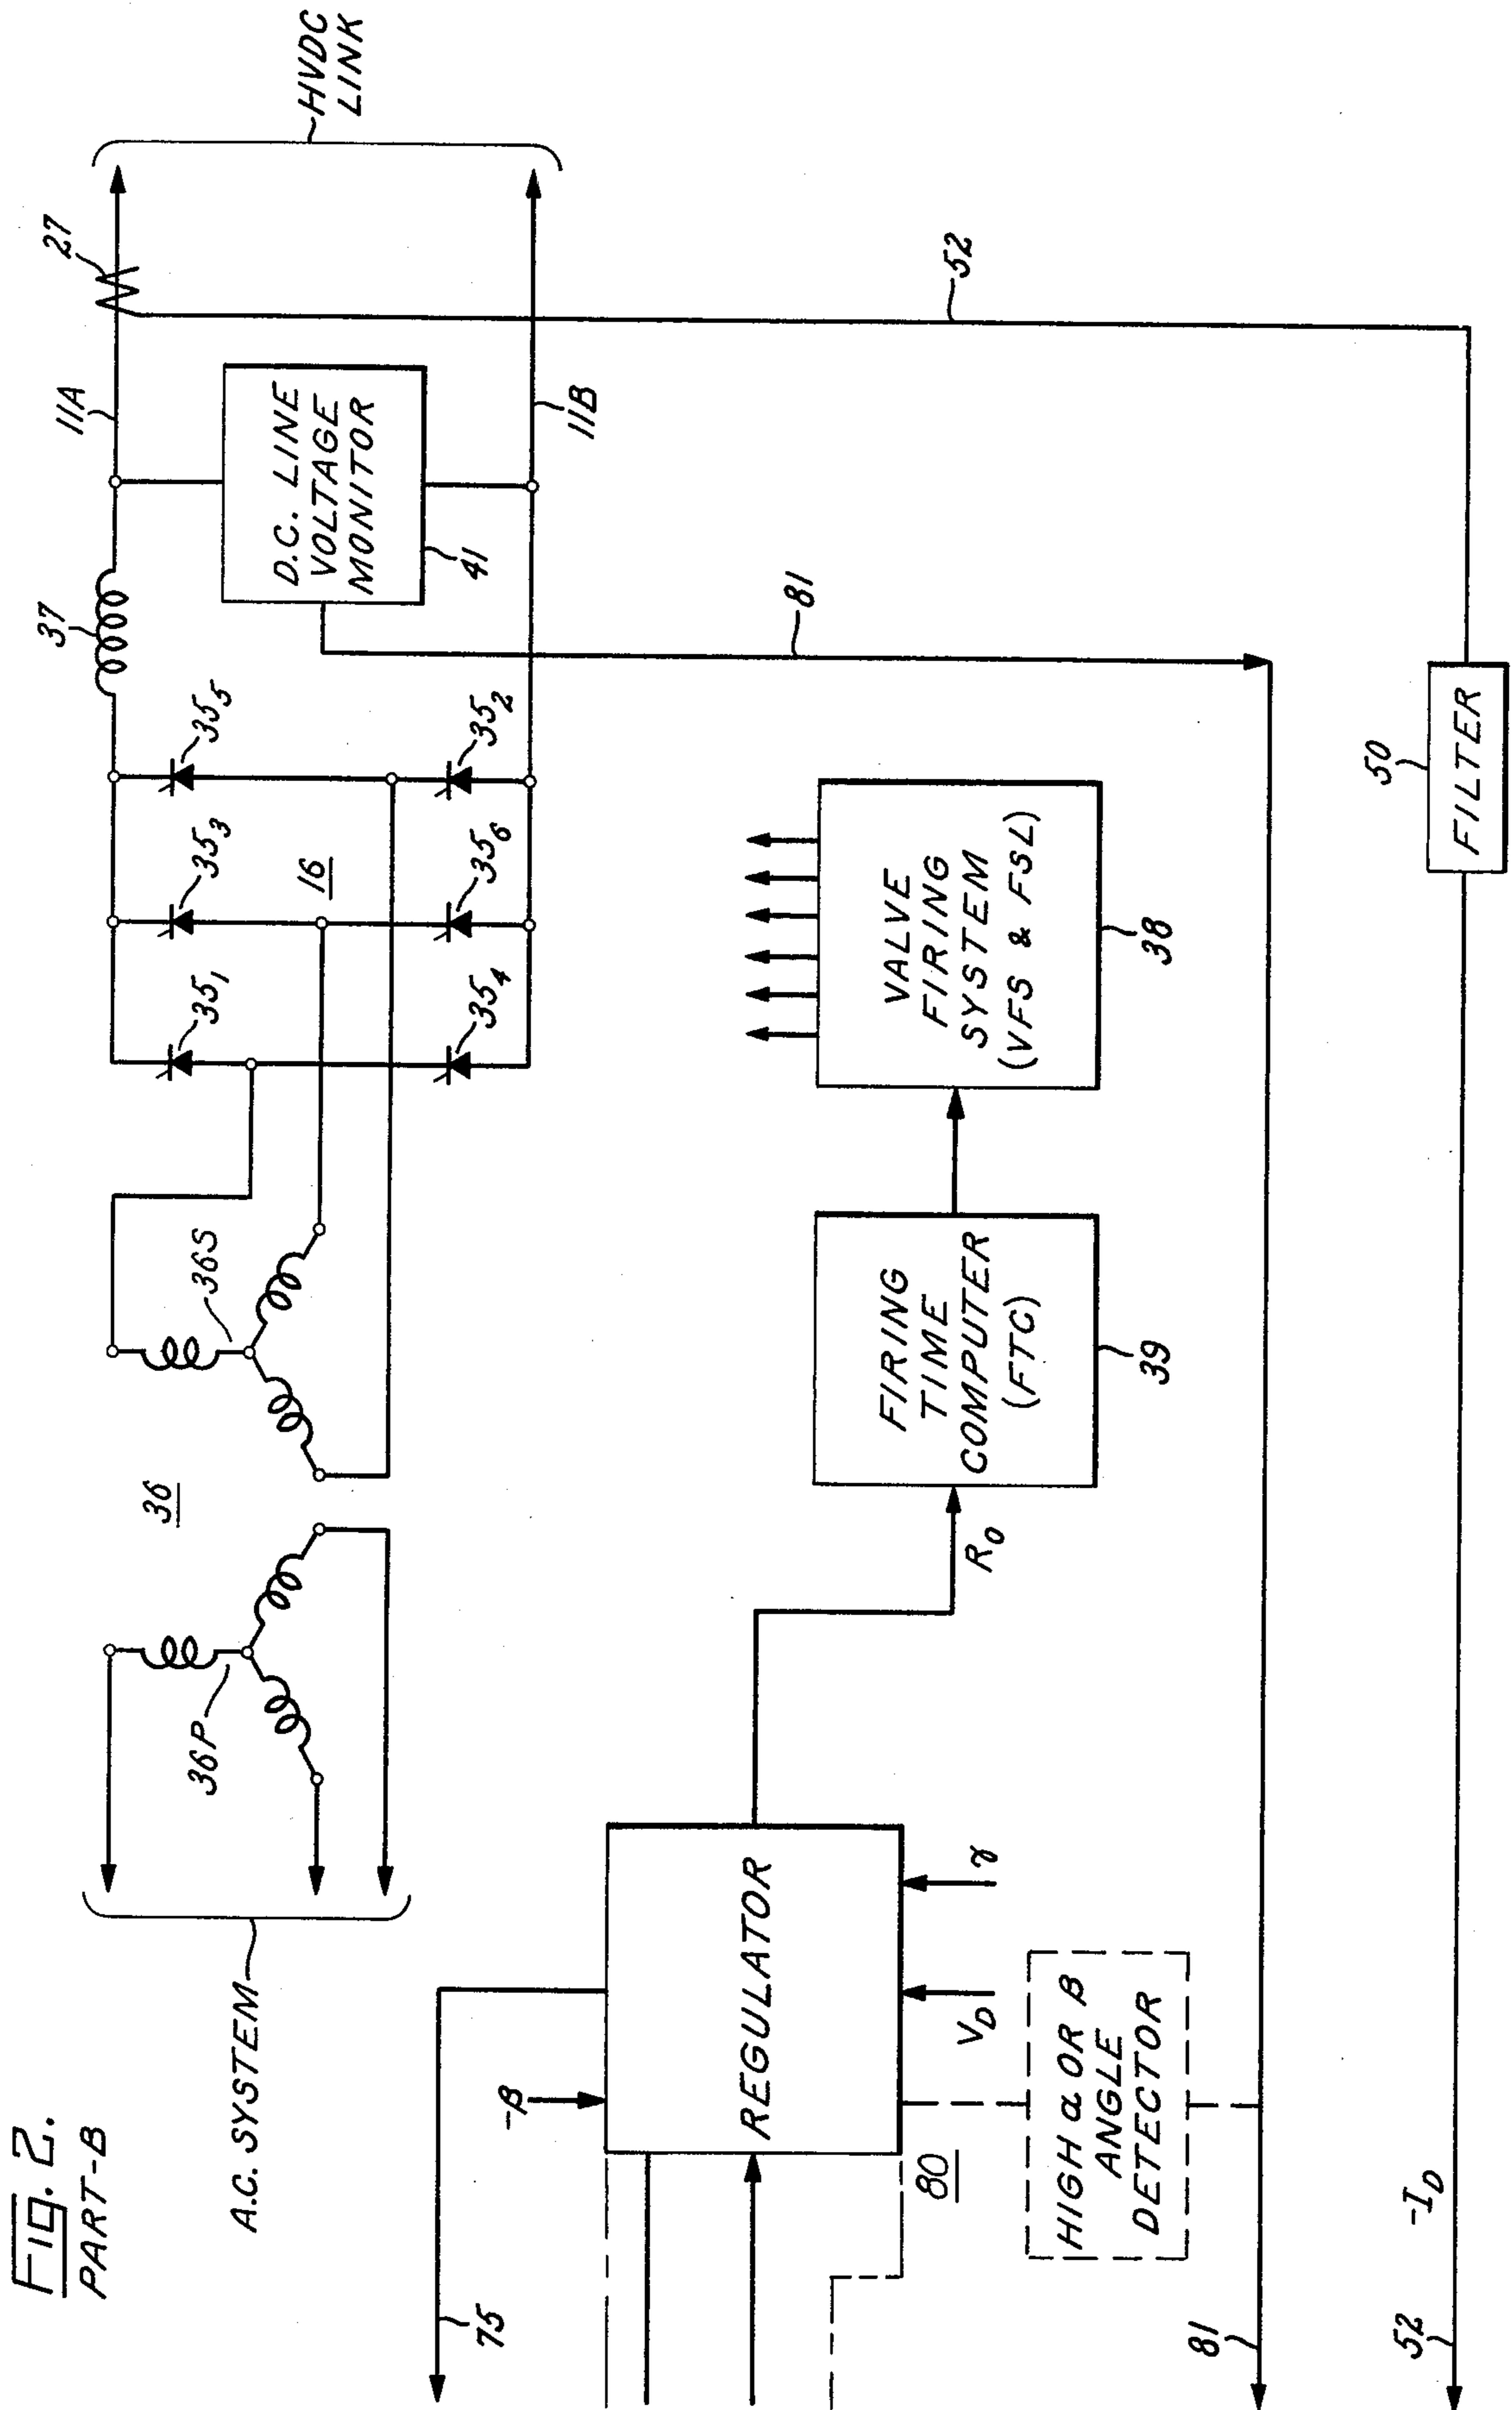 Fig. 2.
PART-B
A.C. SYSTEM
36P
36
36S
35₁
35₃
35₅
16
35₄
35₆
35₂
37
11A
27
HVDC
LINK
D.C. LINE
VOLTAGE
MONITOR
41
11B
81
52
75
-β
REGULATOR
80
V_D
γ
R_O
FIRING
TIME
COMPUTER
(FTC)
39
VALVE
FIRING
SYSTEM
(VFS & FSL)
38
HIGH α OR β
ANGLE
DETECTOR
81
52
-I_D
50
FILTER